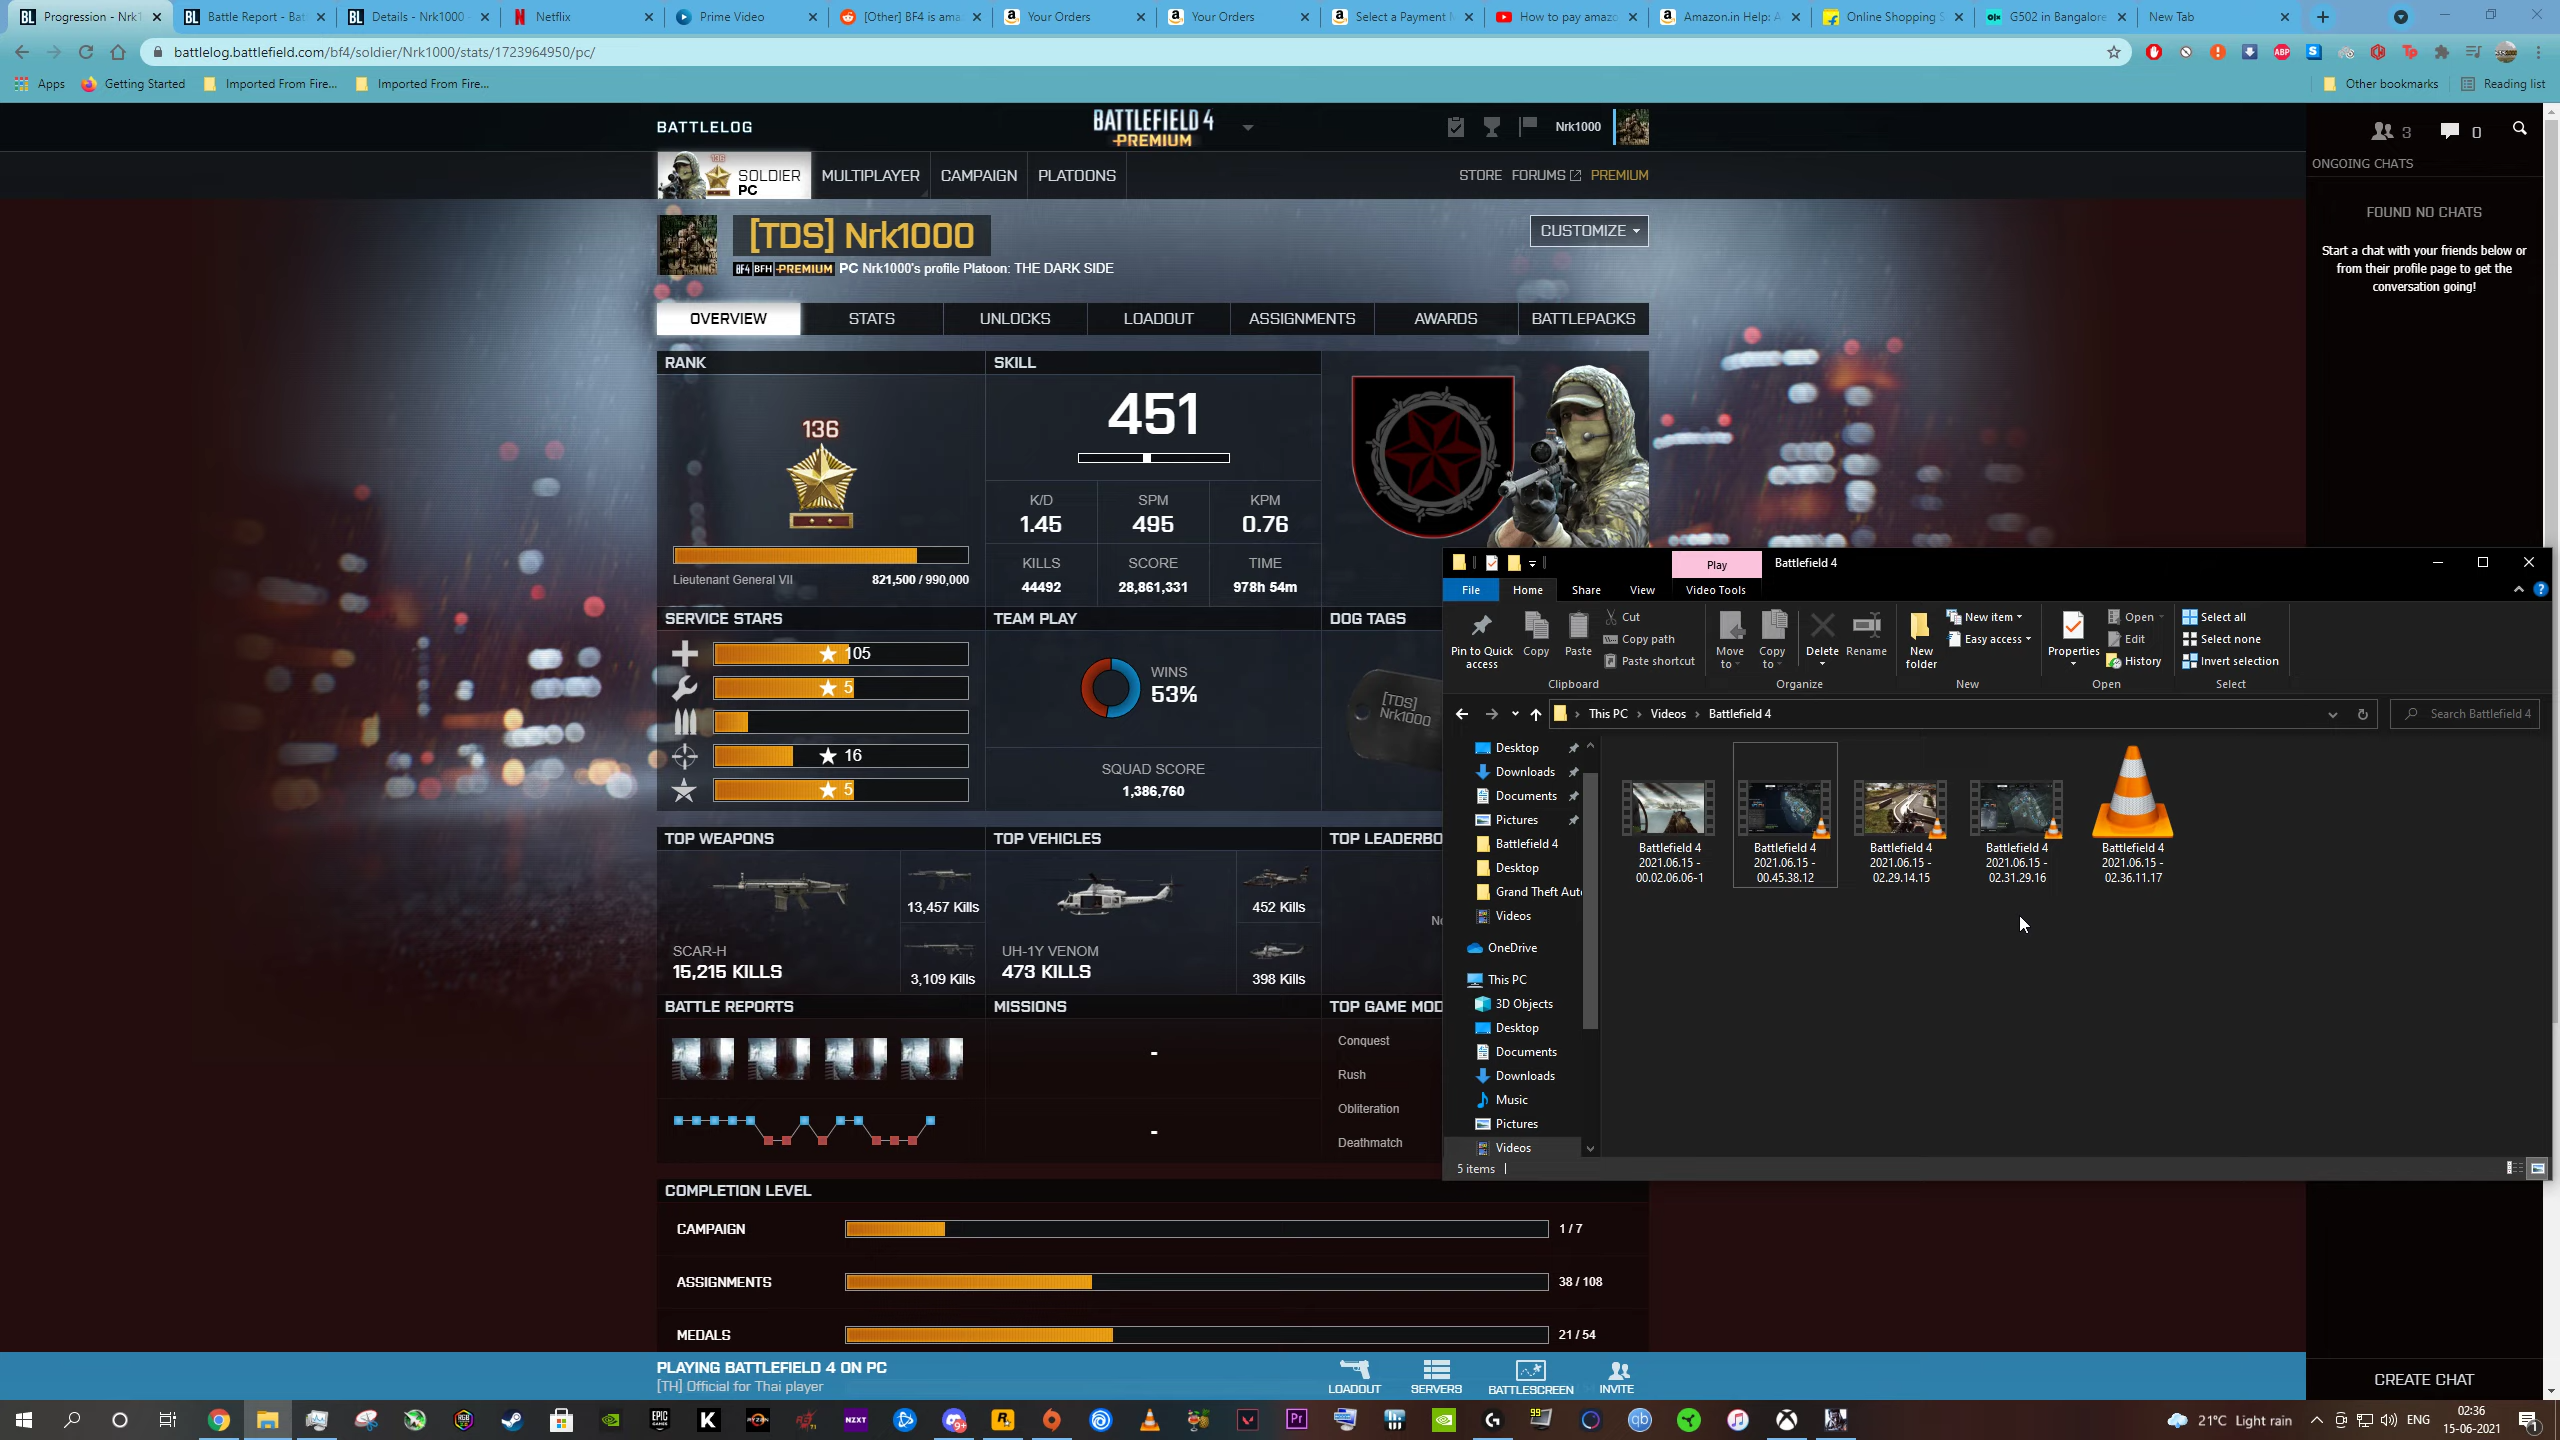 Progression - Nrk1
Battle Report - Bat
Details - Nrk1000
Netflix
Prime Video
[Other] BF4 is ama
Your Orders
Your Orders
Select a Payment M
How to pay amazo
Amazon.in Help: A
Online Shopping S
G502 in Bangalore
New Tab
battlelog.battlefield.com/bf4/soldier/Nrk1000/stats/1723964950/pc/
Apps
Getting Started
Imported From Fire...
Imported From Fire...
Other bookmarks
Reading list
BATTLELOG
BATTLEFIELD 4
PREMIUM
Nrk1000
3
0
ONGOING CHATS
136
SOLDIER
PC
MULTIPLAYER
CAMPAIGN
PLATOONS
STORE
FORUMS
PREMIUM
FOUND NO CHATS
Start a chat with your friends below or
from their profile page to get the
conversation going!
[TDS] Nrk1000
CUSTOMIZE
BF4 BFH PREMIUM PC Nrk1000's profile Platoon: THE DARK SIDE
OVERVIEW
STATS
UNLOCKS
LOADOUT
ASSIGNMENTS
AWARDS
BATTLEPACKS
RANK
136
Lieutenant General VII
821,500 / 990,000
SKILL
451
K/D
1.45
SPM
495
KPM
0.76
KILLS
44492
SCORE
28,861,331
TIME
978h 54m
SERVICE STARS
105
5
16
5
TEAM PLAY
WINS
53%
SQUAD SCORE
1,386,760
DOG TAGS
[TDS]
Nrk1000
TOP WEAPONS
SCAR-H
15,215 KILLS
13,457 Kills
3,109 Kills
TOP VEHICLES
UH-1Y VENOM
473 KILLS
452 Kills
398 Kills
TOP LEADERBO
No
BATTLE REPORTS
MISSIONS
-
-
TOP GAME MOD
Conquest
Rush
Obliteration
Deathmatch
COMPLETION LEVEL
CAMPAIGN
1 / 7
ASSIGNMENTS
38 / 108
MEDALS
21 / 54
Play
Battlefield 4
File
Home
Share
View
Video Tools
Pin to Quick
access
Copy
Paste
Cut
Copy path
Paste shortcut
Clipboard
Move
to
Copy
to
Delete
Rename
Organize
New
folder
New item
Easy access
New
Properties
Open
Edit
History
Open
Select all
Select none
Invert selection
Select
This PC
Videos
Battlefield 4
Search Battlefield 4
Desktop
Downloads
Documents
Pictures
Battlefield 4
Desktop
Grand Theft Auto
Videos
OneDrive
This PC
3D Objects
Desktop
Documents
Downloads
Music
Pictures
Videos
Battlefield 4
2021.06.15 -
00.02.06.06-1
Battlefield 4
2021.06.15 -
00.45.38.12
Battlefield 4
2021.06.15 -
02.29.14.15
Battlefield 4
2021.06.15 -
02.31.29.16
Battlefield 4
2021.06.15 -
02.36.11.17
5 items
PLAYING BATTLEFIELD 4 ON PC
[TH] Official for Thai player
LOADOUT
SERVERS
BATTLESCREEN
INVITE
CREATE CHAT
21°C Light rain
ENG
02:36
15-06-2021